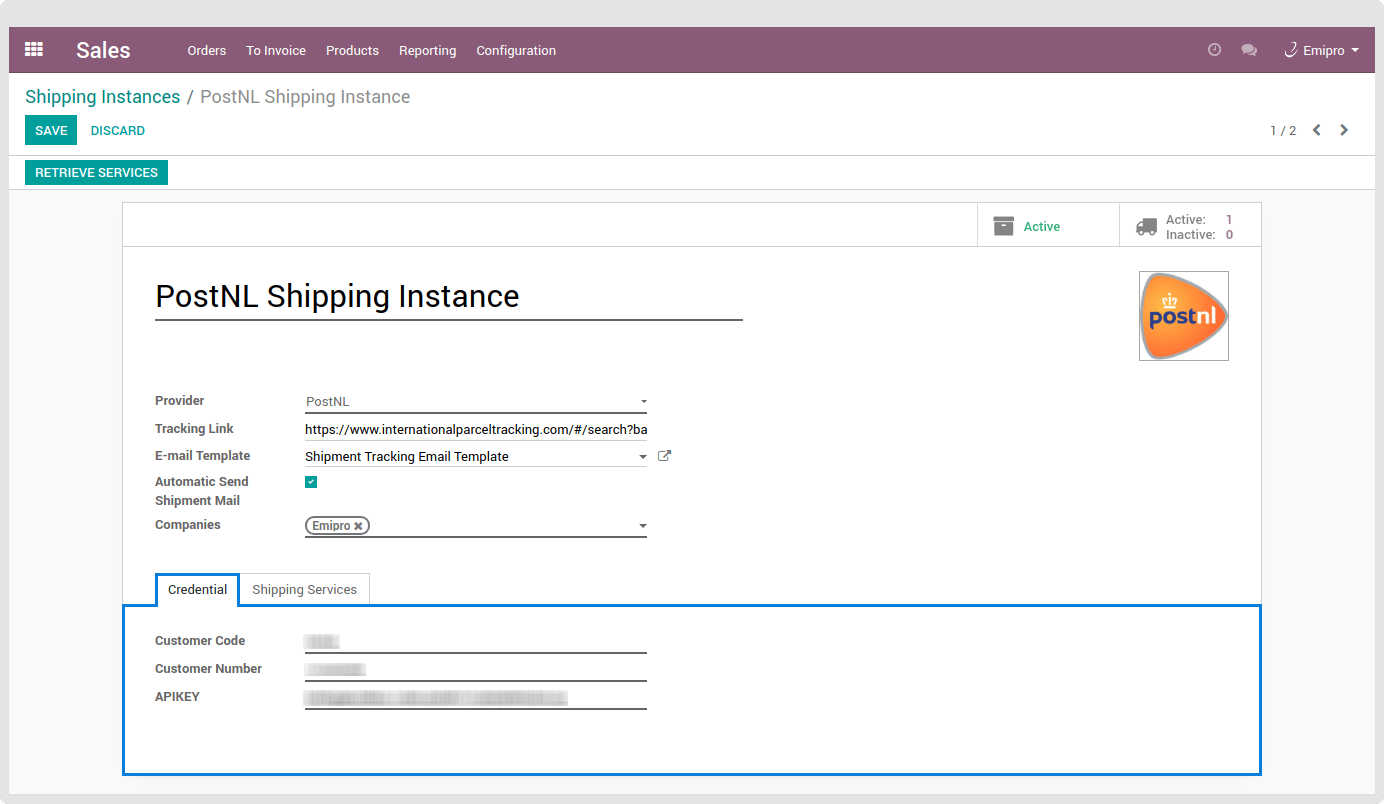 Sales Orders To Invoice Products Reporting Configuration Emipro
Shipping Instances / PostNL Shipping Instance
SAVE DISCARD 1 / 2
RETRIEVE SERVICES
Active Active: 1
Inactive: 0
PostNL Shipping Instance
postnl
Provider PostNL
Tracking Link https://www.internationalparceltracking.com/#/search?ba
E-mail Template Shipment Tracking Email Template
Automatic Send
Shipment Mail
Companies Emipro
Credential Shipping Services
Customer Code
Customer Number
APIKEY